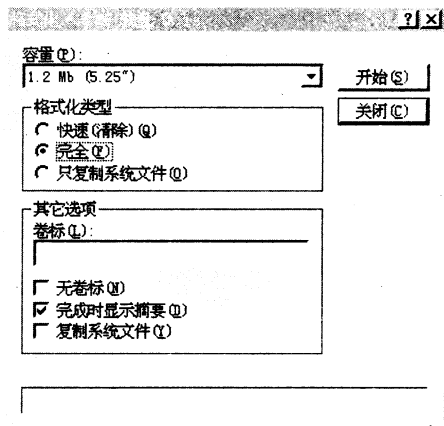 容量(P):
1.2 Mb (5.25″)
开始(S)
关闭(C)
格式化类型
快速(清除)(Q)
完全(F)
只复制系统文件(O)
其它选项
卷标(L):
无卷标(N)
完成时显示摘要(D)
复制系统文件(Y)